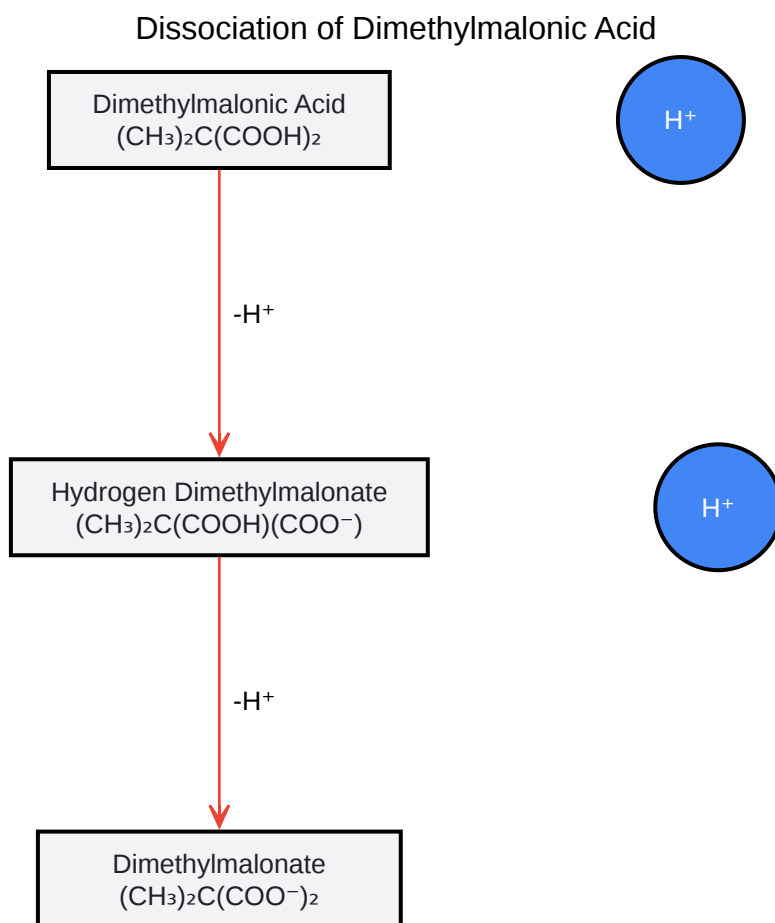 Dissociation of Dimethylmalonic Acid
Dimethylmalonic Acid
(CH₃)₂C(COOH)₂
H⁺
-H⁺
Hydrogen Dimethylmalonate
(CH₃)₂C(COOH)(COO⁻)
H⁺
-H⁺
Dimethylmalonate
(CH₃)₂C(COO⁻)₂